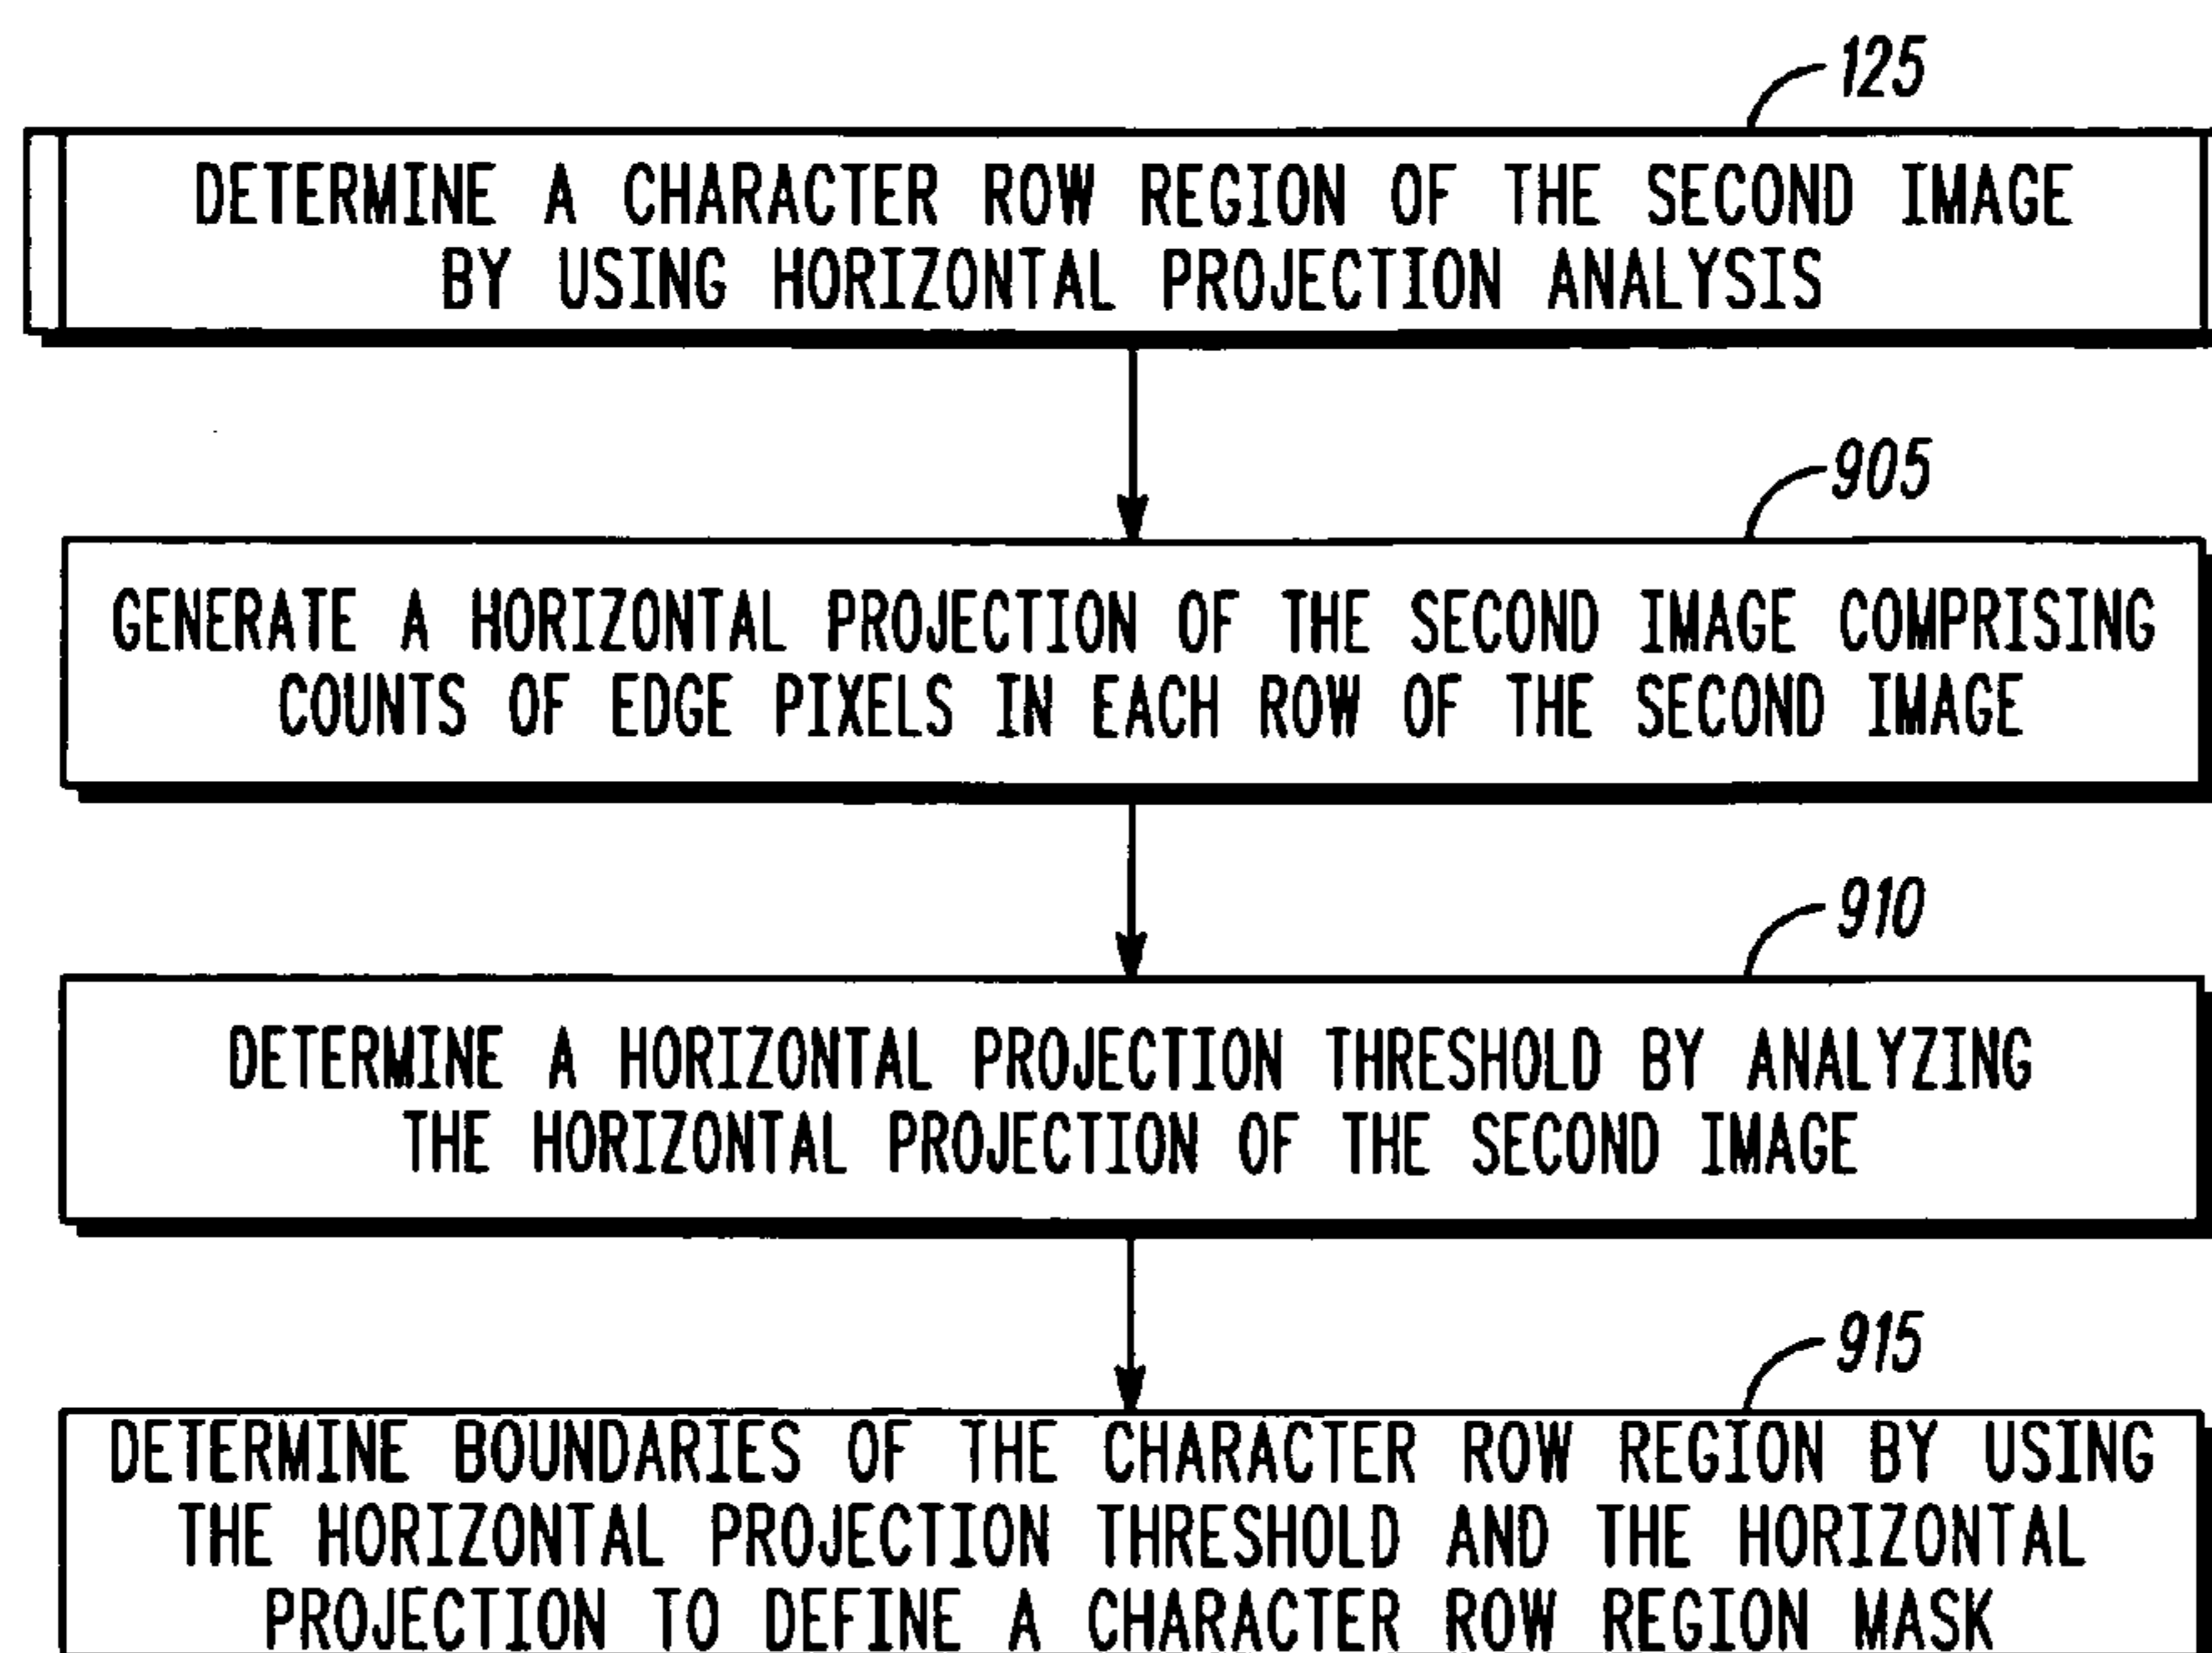 125
DETERMINE A CHARACTER ROW REGION OF THE SECOND IMAGE
BY USING HORIZONTAL PROJECTION ANALYSIS
905
GENERATE A HORIZONTAL PROJECTION OF THE SECOND IMAGE COMPRISING
COUNTS OF EDGE PIXELS IN EACH ROW OF THE SECOND IMAGE
910
DETERMINE A HORIZONTAL PROJECTION THRESHOLD BY ANALYZING
THE HORIZONTAL PROJECTION OF THE SECOND IMAGE
915
DETERMINE BOUNDARIES OF THE CHARACTER ROW REGION BY USING
THE HORIZONTAL PROJECTION THRESHOLD AND THE HORIZONTAL
PROJECTION TO DEFINE A CHARACTER ROW REGION MASK